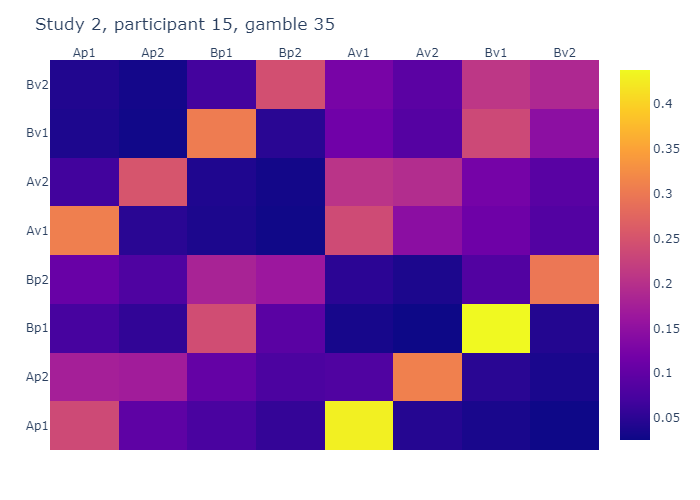 Study 2, participant 15, gamble 35
Ap1 Ap2 Bp1 Bp2 Av1 Av2 Bv1 Bv2
Bv2
Bv1
Av2
Av1
Bp2
Bp1
Ap2
Ap1
0.4
0.35
0.3
0.25
0.2
0.15
0.1
0.05